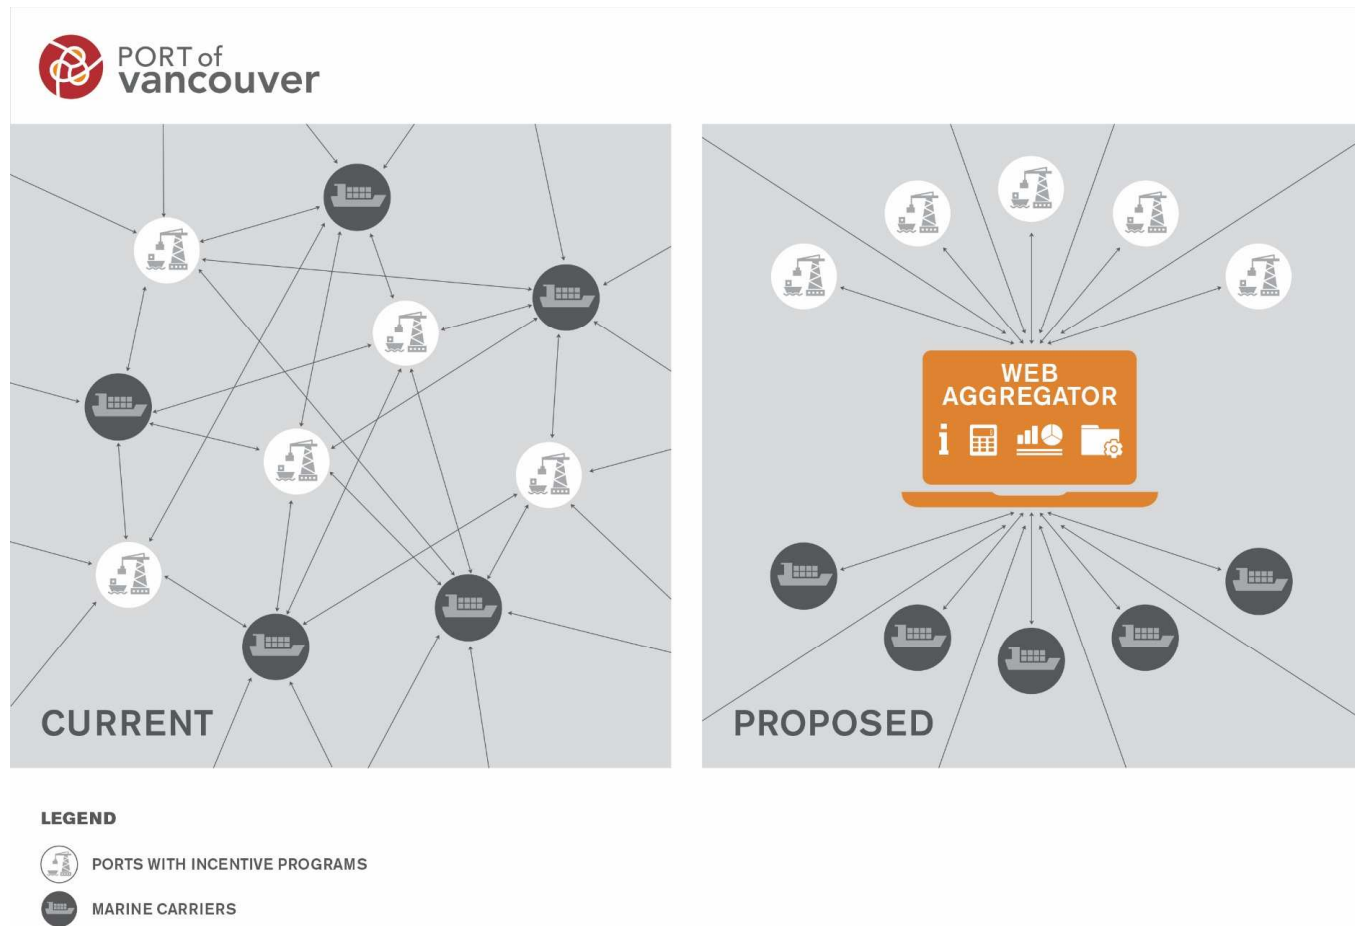 PORT of
vancouver
WEB
AGGREGATOR
CURRENT
PROPOSED
LEGEND
PORTS WITH INCENTIVE PROGRAMS
MARINE CARRIERS